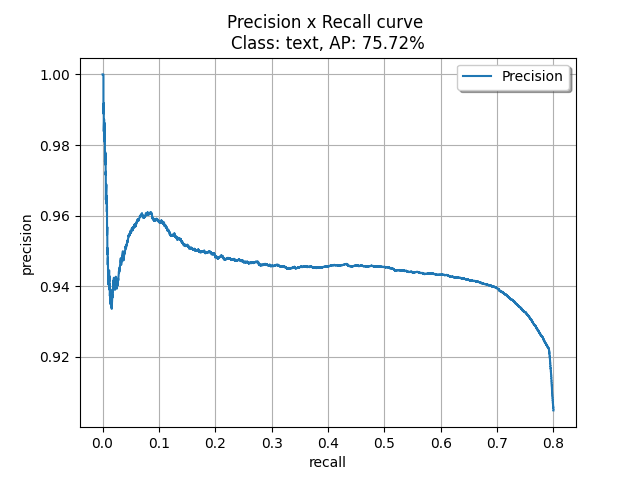 Precision x Recall curve
Class: text, AP: 75.72%
Precision
1.00
0.98
0.96
0.94
0.92
precision
0.0 0.1 0.2 0.3 0.4 0.5 0.6 0.7 0.8
recall